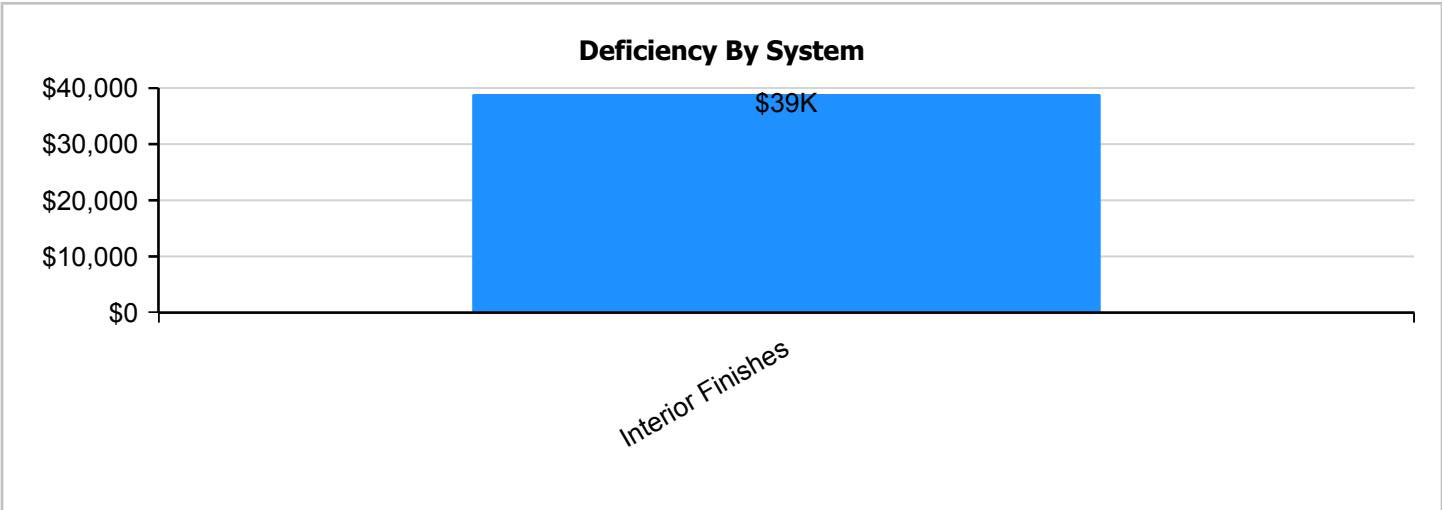 Deficiency By System
$40,000
$39K
$30,000
$20,000
$10,000
$0
Interior Finishes